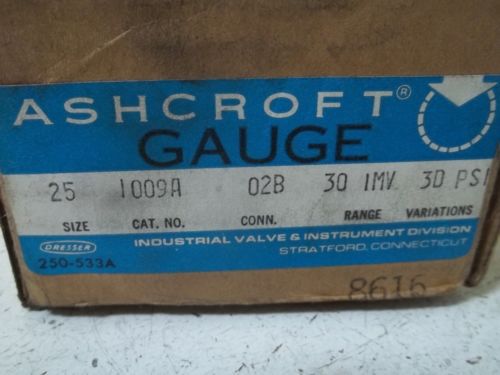 ASHCROFT®
GAUGE
25 1009A 02B 30 IMV 3D PSI
SIZE CAT. NO. CONN. RANGE VARIATIONS
DRESSER INDUSTRIAL VALVE & INSTRUMENT DIVISION
STRATFORD, CONNECTICUT
250-533A
8616